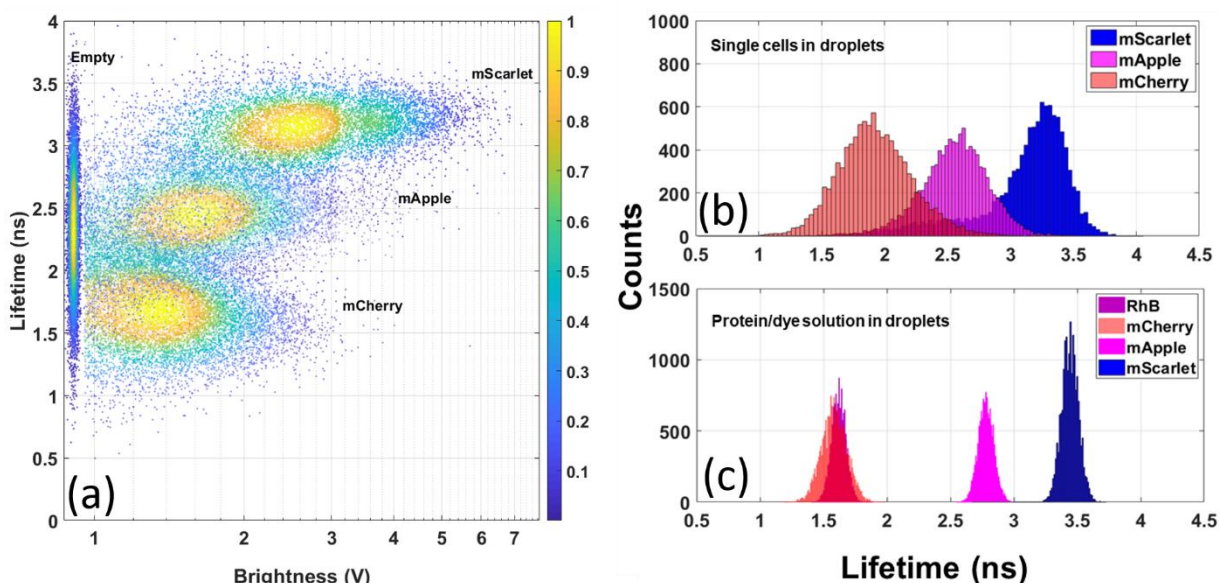 Lifetime (ns)
4
3.5
3
2.5
2
1.5
1
0.5
0
Empty
mScarlet
mApple
mCherry
(a)
1 2 3 4 5 6 7
Brightness (V)
1
0.9
0.8
0.7
0.6
0.5
0.4
0.3
0.2
0.1
Counts
1000
800
600
400
200
0
Single cells in droplets
mScarlet
mApple
mCherry
(b)
0.5 1 1.5 2 2.5 3 3.5 4 4.5
1500
1000
500
0
Protein/dye solution in droplets
RhB
mCherry
mApple
mScarlet
(c)
0.5 1 1.5 2 2.5 3 3.5 4 4.5
Lifetime (ns)